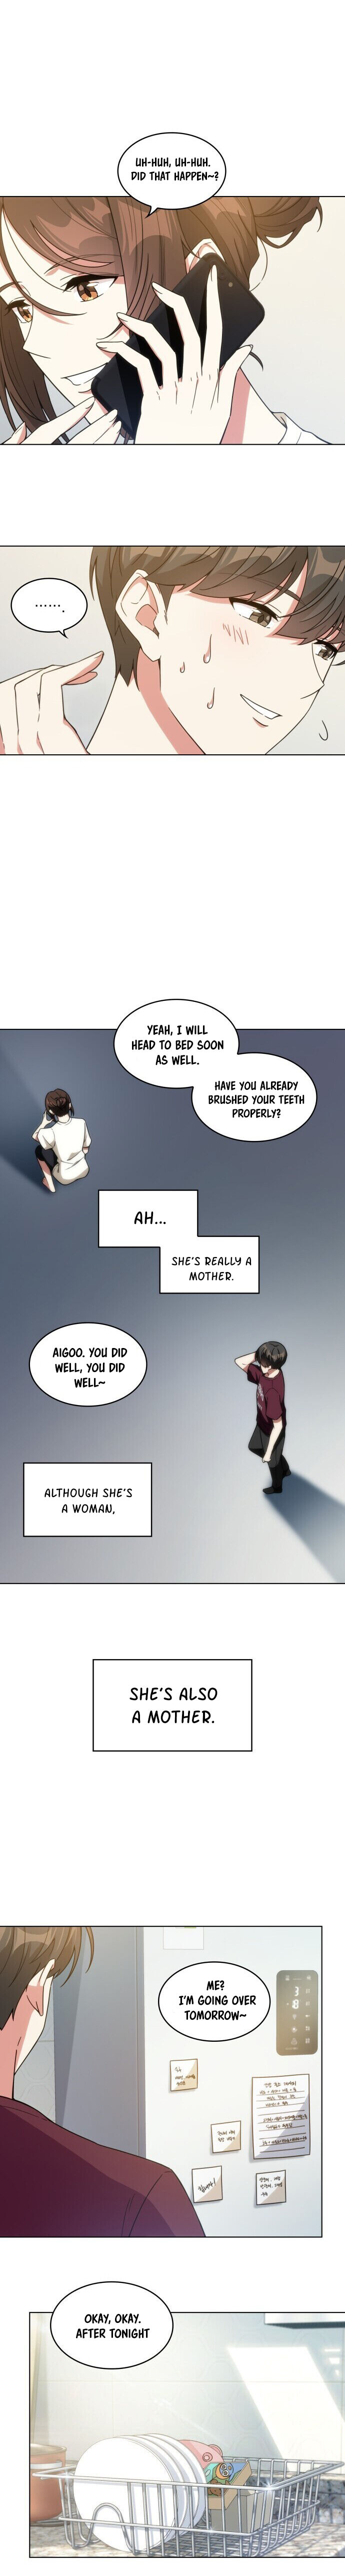 UH-HUH, UH-HUH.
DID THAT HAPPEN~?
.......
YEAH, I WILL
HEAD TO BED SOON
AS WELL.
HAVE YOU ALREADY
BRUSHED YOUR TEETH
PROPERLY?
AH...
SHE'S REALLY A
MOTHER.
AIGOO. YOU DID
WELL, YOU DID
WELL~
ALTHOUGH SHE'S
A WOMAN,
SHE'S ALSO
A MOTHER.
ME?
I'M GOING OVER
TOMORROW~
3
8
OKAY, OKAY.
AFTER TONIGHT